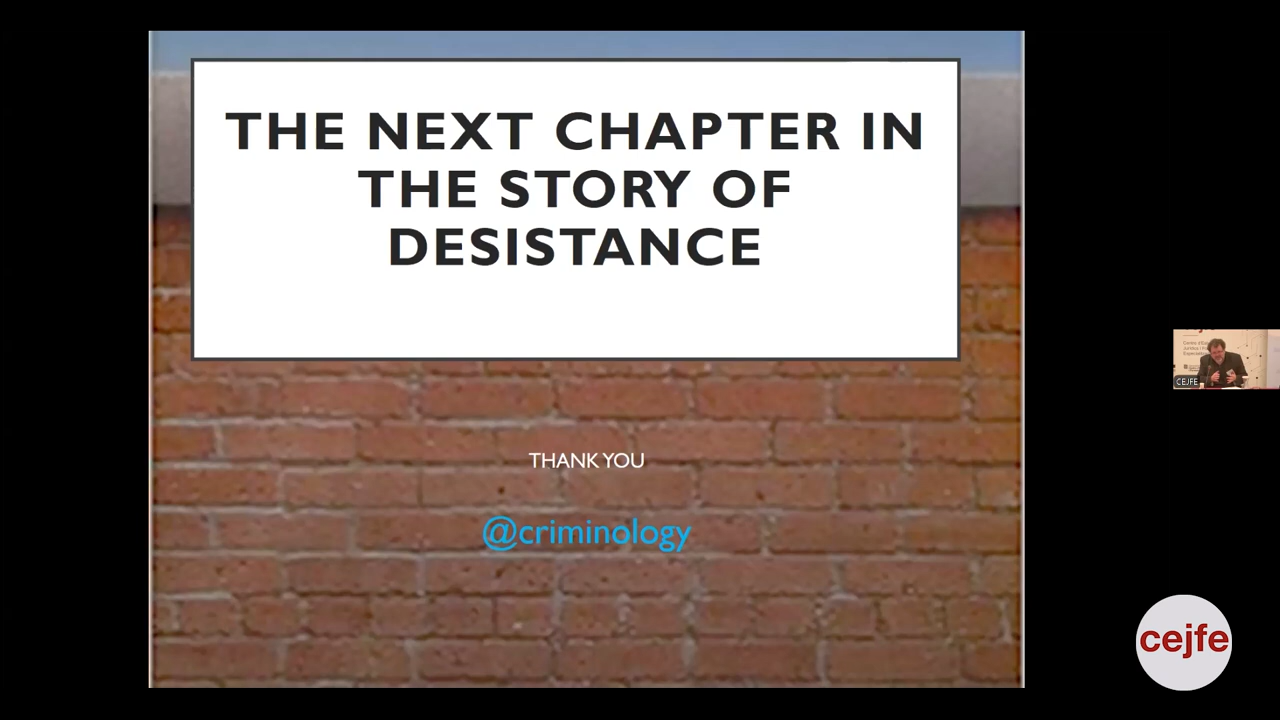 THE NEXT CHAPTER IN
THE STORY OF
DESISTANCE
THANK YOU
@criminology
CEJFE
cejfe